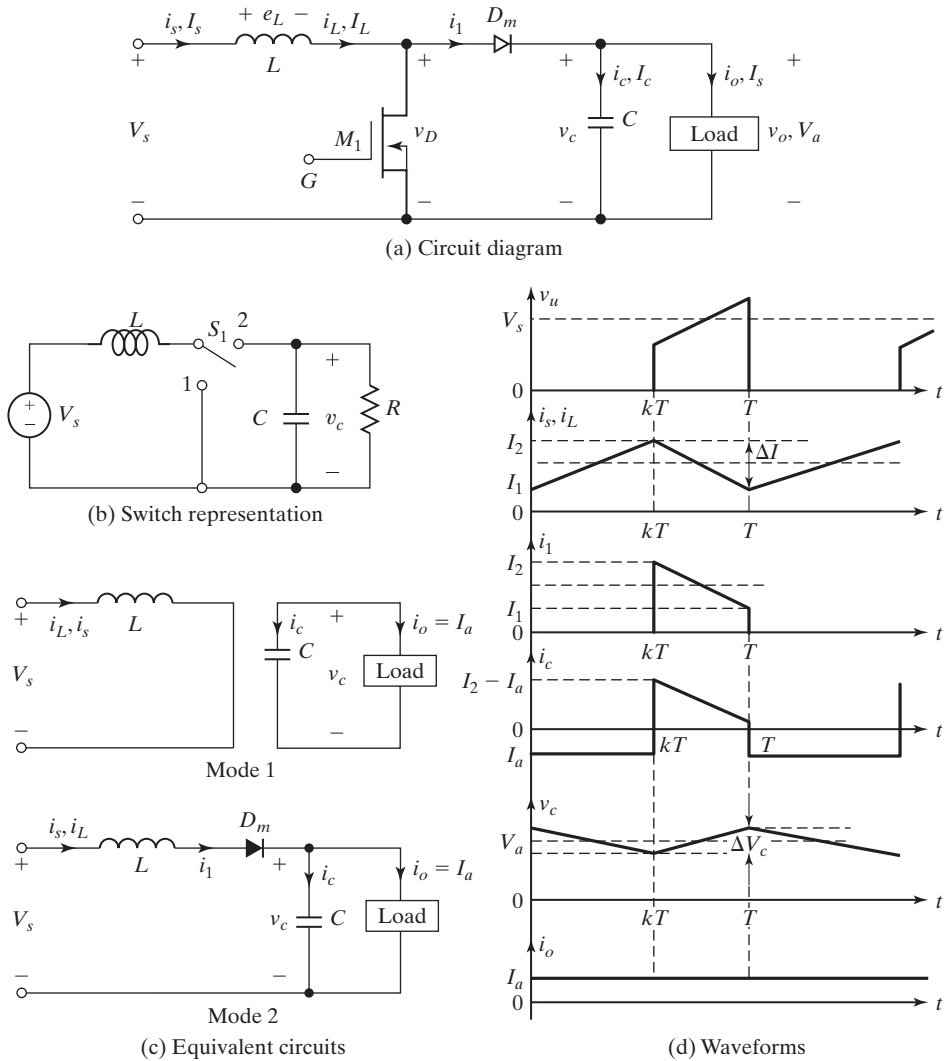 i_s, I_s + e_L − i_L, I_L i_1 D_m
+ L + + i_c, I_c i_o, I_s +
V_s M_1 v_D v_c C Load v_o, V_a
G
− − − −
(a) Circuit diagram
L S_1 2
1 +
+ − V_s C v_c R
−
(b) Switch representation
+ i_L, i_s L i_c + i_o = I_a
C
V_s v_c Load
− −
Mode 1
i_s, i_L D_m
+ L i_1 + i_c i_o = I_a
V_s v_c C Load
− −
Mode 2
(c) Equivalent circuits
v_u
V_s
0 t
kT T
i_s, i_L
I_2
ΔI
I_1
0 t
kT T
i_1
I_2
I_1
0 t
kT T
i_c
I_2 − I_a
0 t
kT T
I_a
v_c
V_a ΔV_c
0 t
kT T
i_o
I_a
0 t
(d) Waveforms